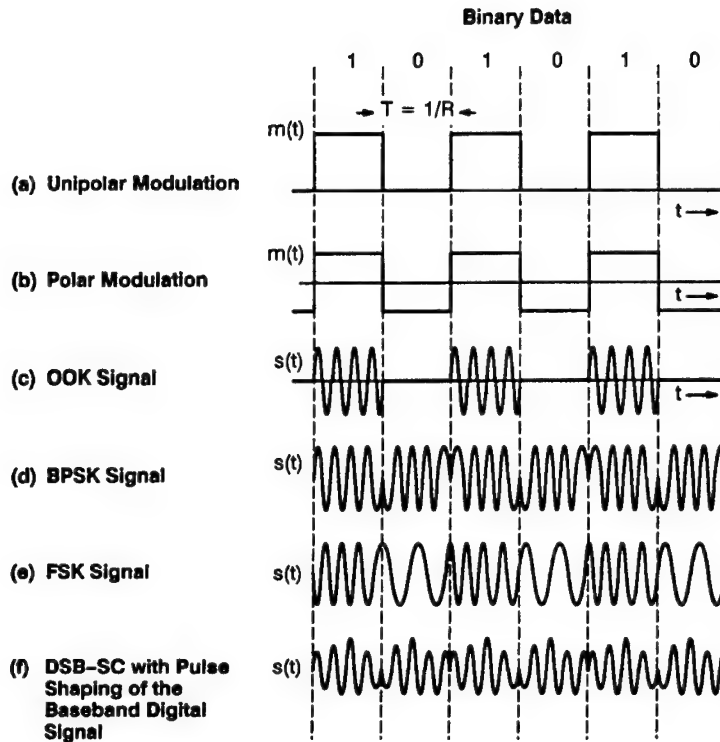 Binary Data
1 0 1 0 1 0
T = 1/R
m(t)
(a) Unipolar Modulation
t
m(t)
(b) Polar Modulation
t
s(t)
(c) OOK Signal
t
s(t)
(d) BPSK Signal
(e) FSK Signal
s(t)
(f) DSB-SC with Pulse
s(t)
Shaping of the
Baseband Digital
Signal